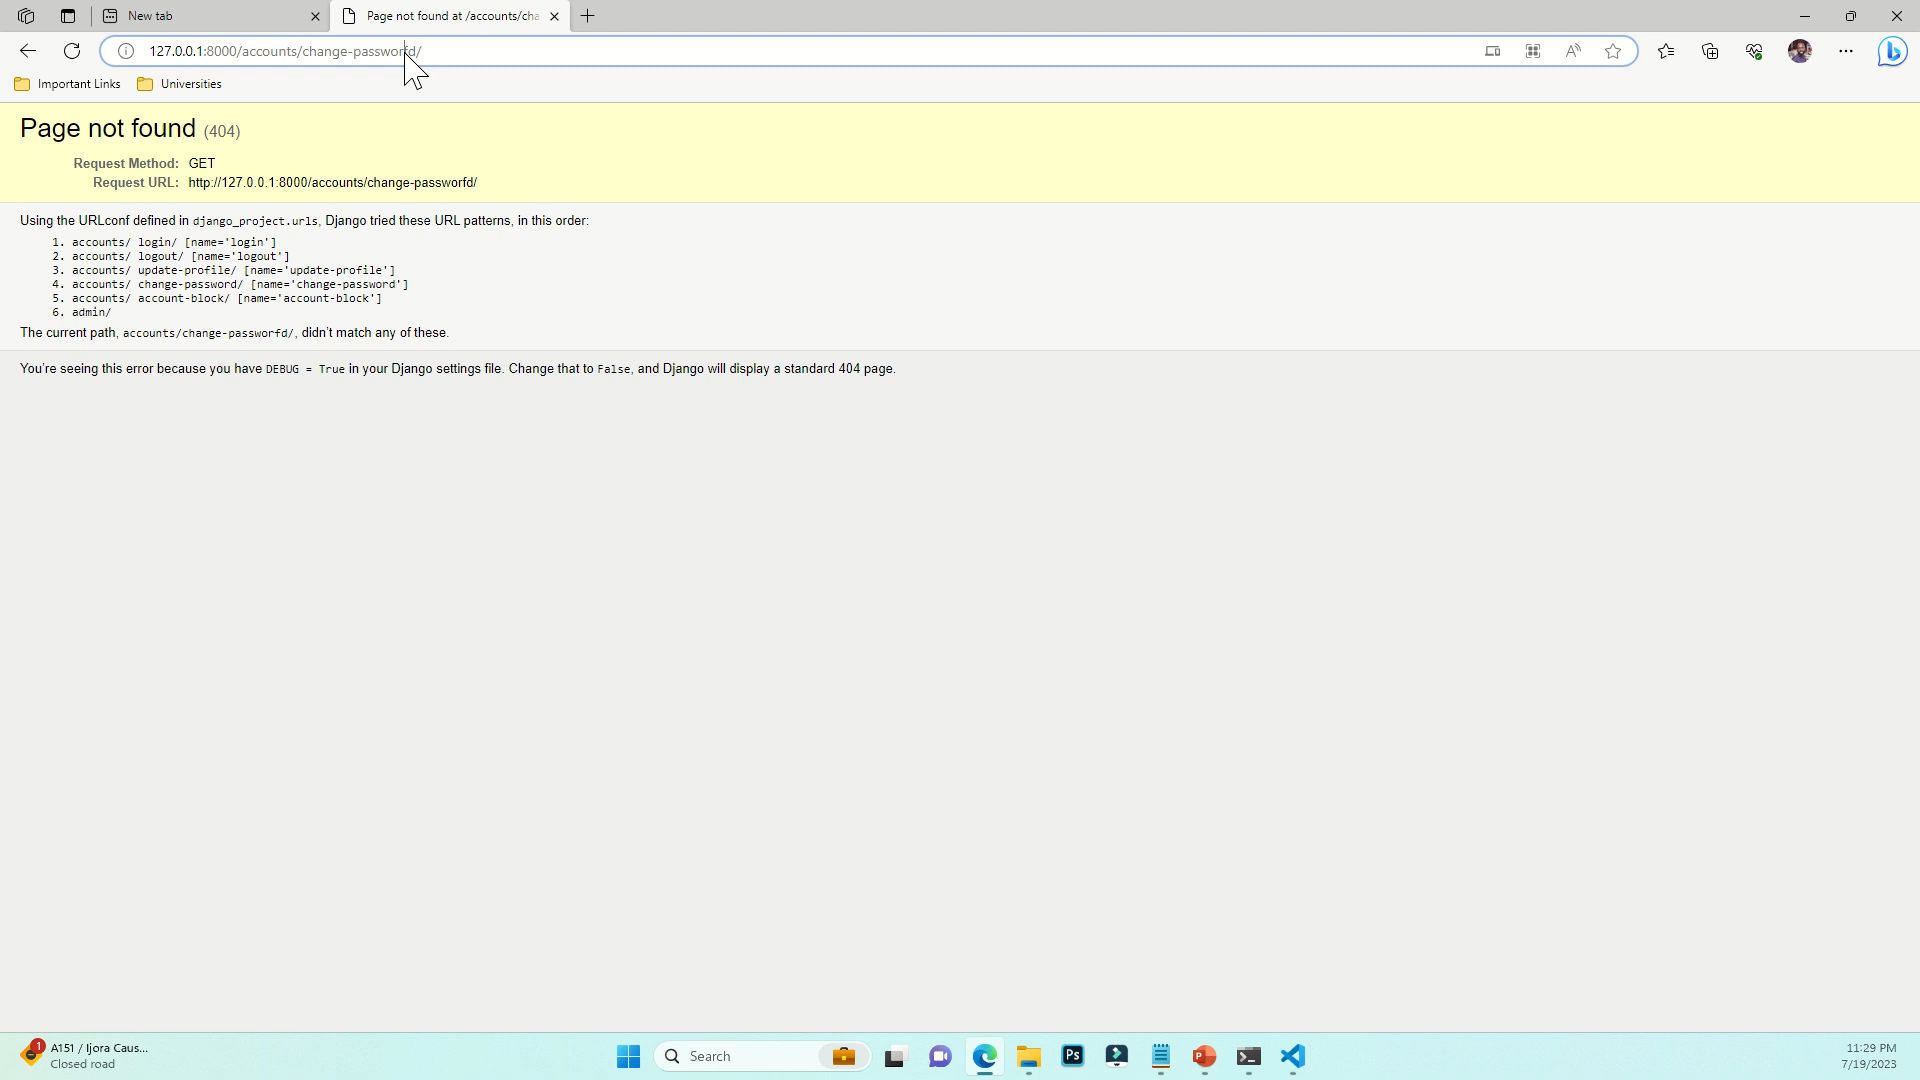 New tab
Page not found at /accounts/cha
127.0.0.1:8000/accounts/change-passworfd/
Important Links
Universities
Page not found (404)
Request Method: GET
Request URL: http://127.0.0.1:8000/accounts/change-passworfd/
Using the URLconf defined in django_project.urls, Django tried these URL patterns, in this order:
1. accounts/ login/ [name='login']
2. accounts/ logout/ [name='logout']
3. accounts/ update-profile/ [name='update-profile']
4. accounts/ change-password/ [name='change-password']
5. accounts/ account-block/ [name='account-block']
6. admin/
The current path, accounts/change-passworfd/, didn't match any of these.
You're seeing this error because you have DEBUG = True in your Django settings file. Change that to False, and Django will display a standard 404 page.
1
A151 / Ijora Caus...
Closed road
Search
Ps
P
11:29 PM
7/19/2023